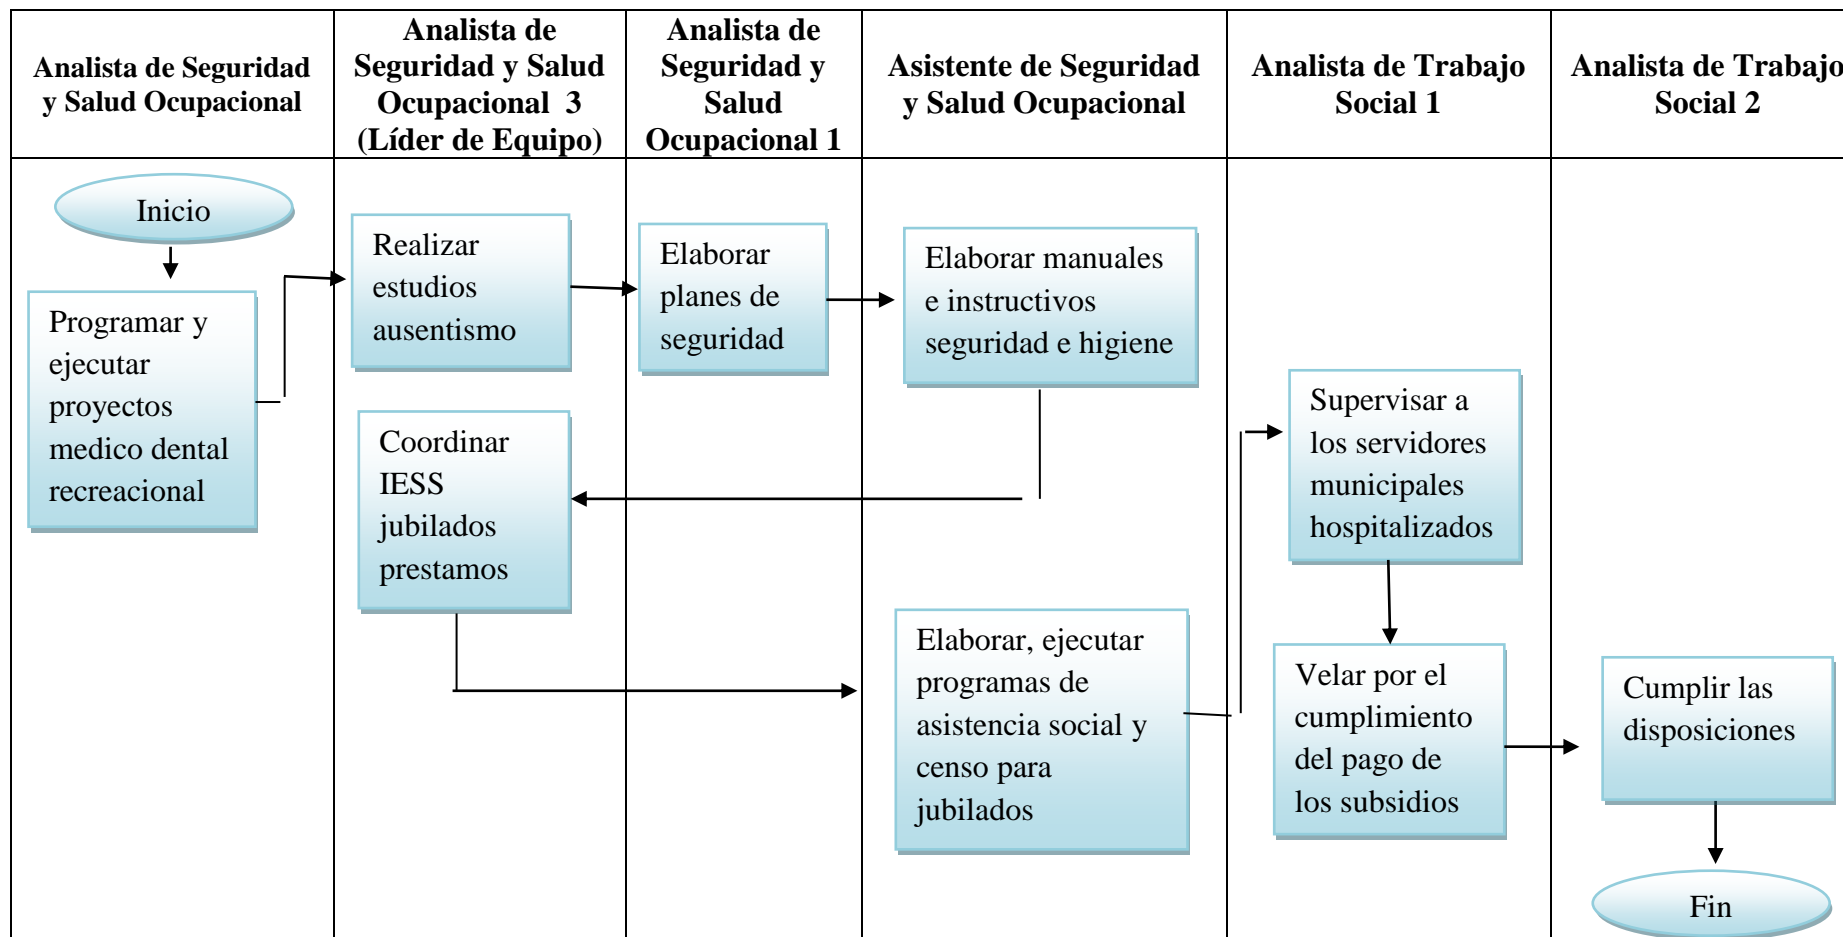 Analista de Seguridad
y Salud Ocupacional
Analista de
Seguridad y Salud
Ocupacional 3
(Líder de Equipo)
Analista de
Seguridad y
Salud
Ocupacional 1
Asistente de Seguridad
y Salud Ocupacional
Analista de Trabajo
Social 1
Analista de Trabajo
Social 2
Inicio
Programar y
ejecutar
proyectos
medico dental
recreacional
Realizar
estudios
ausentismo
Elaborar
planes de
seguridad
Elaborar manuales
e instructivos
seguridad e higiene
Coordinar
IESS
jubilados
prestamos
Elaborar, ejecutar
programas de
asistencia social y
censo para
jubilados
Supervisar a
los servidores
municipales
hospitalizados
Velar por el
cumplimiento
del pago de
los subsidios
Cumplir las
disposiciones
Fin